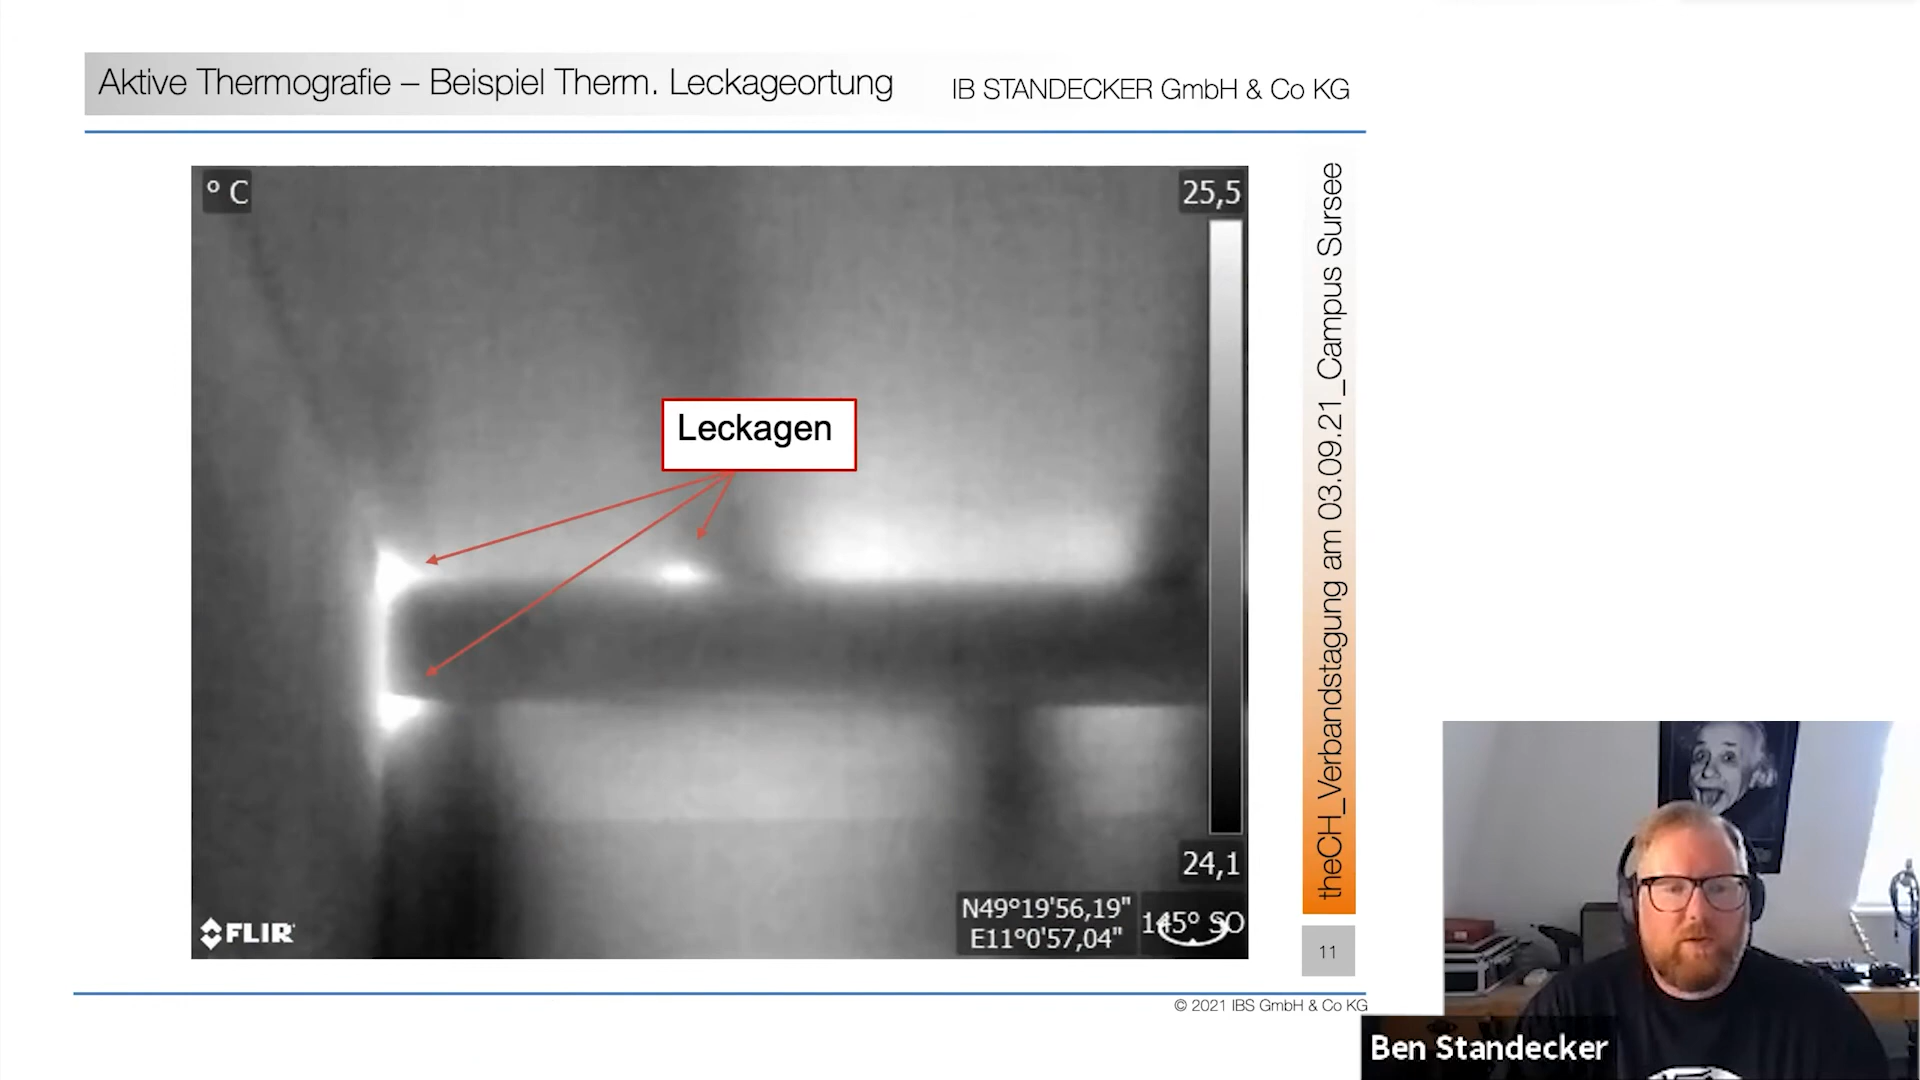 Aktive Thermografie – Beispiel Therm. Leckageortung
IB STANDECKER GmbH & Co KG
° C
25,5
Leckagen
24,1
N49°19'56,19"
E11°0'57,04"
145° SO
FLIR
theCH_Verbandstagung am 03.09.21_Campus Sursee
11
© 2021 IBS GmbH & Co KG
Ben Standecker